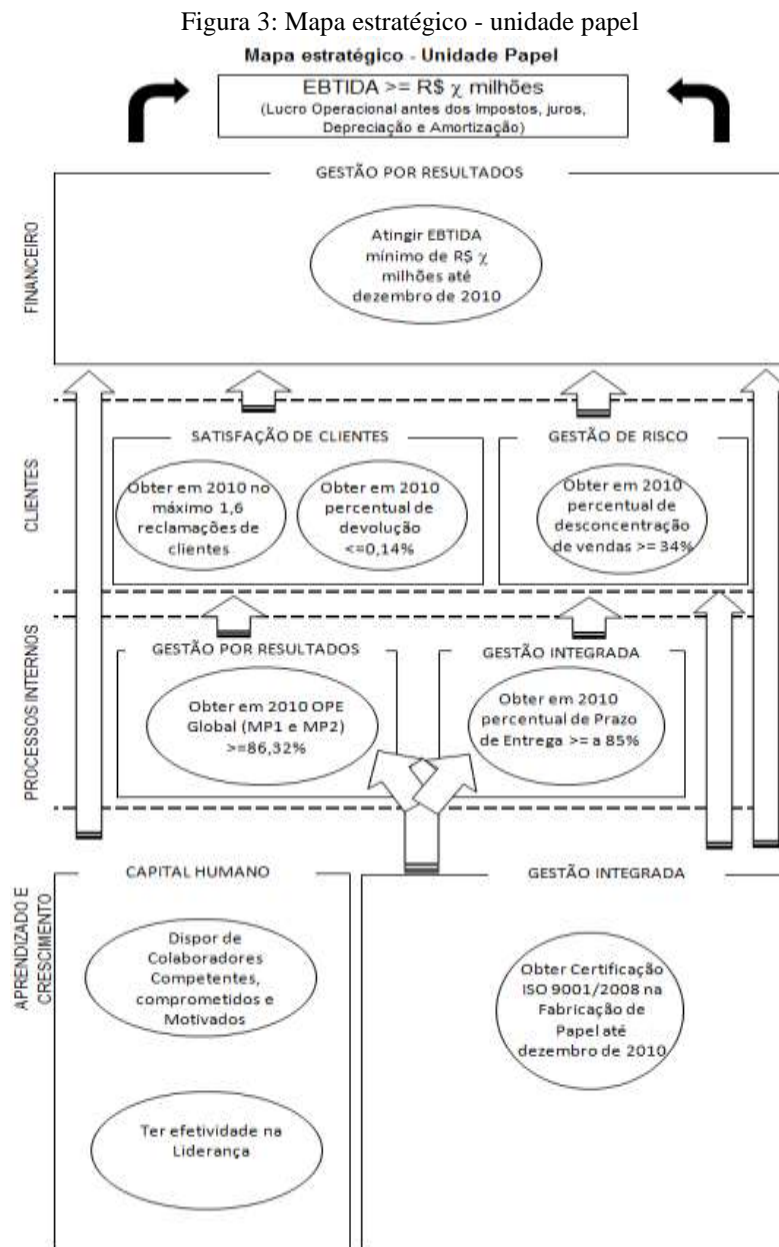 Figura 3: Mapa estratégico - unidade papel
Mapa estratégico - Unidade Papel
EBTIDA >= R$ χ milhões
(Lucro Operacional antes dos Impostos, juros,
Depreciação e Amortização)
FINANCEIRO
GESTÃO POR RESULTADOS
Atingir EBTIDA
mínimo de R$ χ
milhões até
dezembro de 2010
CLIENTES
SATISFAÇÃO DE CLIENTES
Obter em 2010 no
máximo 1,6
reclamações de
clientes
Obter em 2010
percentual de
devolução
<=0,14%
GESTÃO DE RISCO
Obter em 2010
percentual de
desconcentração
de vendas >= 34%
PROCESSOS INTERNOS
GESTÃO POR RESULTADOS
Obter em 2010 OPE
Global (MP1 e MP2)
>=86,32%
GESTÃO INTEGRADA
Obter em 2010
percentual de Prazo
de Entrega >= a 85%
APRENDIZADO E
CRESCIMENTO
CAPITAL HUMANO
Dispor de
Colaboradores
Competentes,
comprometidos e
Motivados
Ter efetividade na
Liderança
GESTÃO INTEGRADA
Obter Certificação
ISO 9001/2008 na
Fabricação de
Papel até
dezembro de 2010